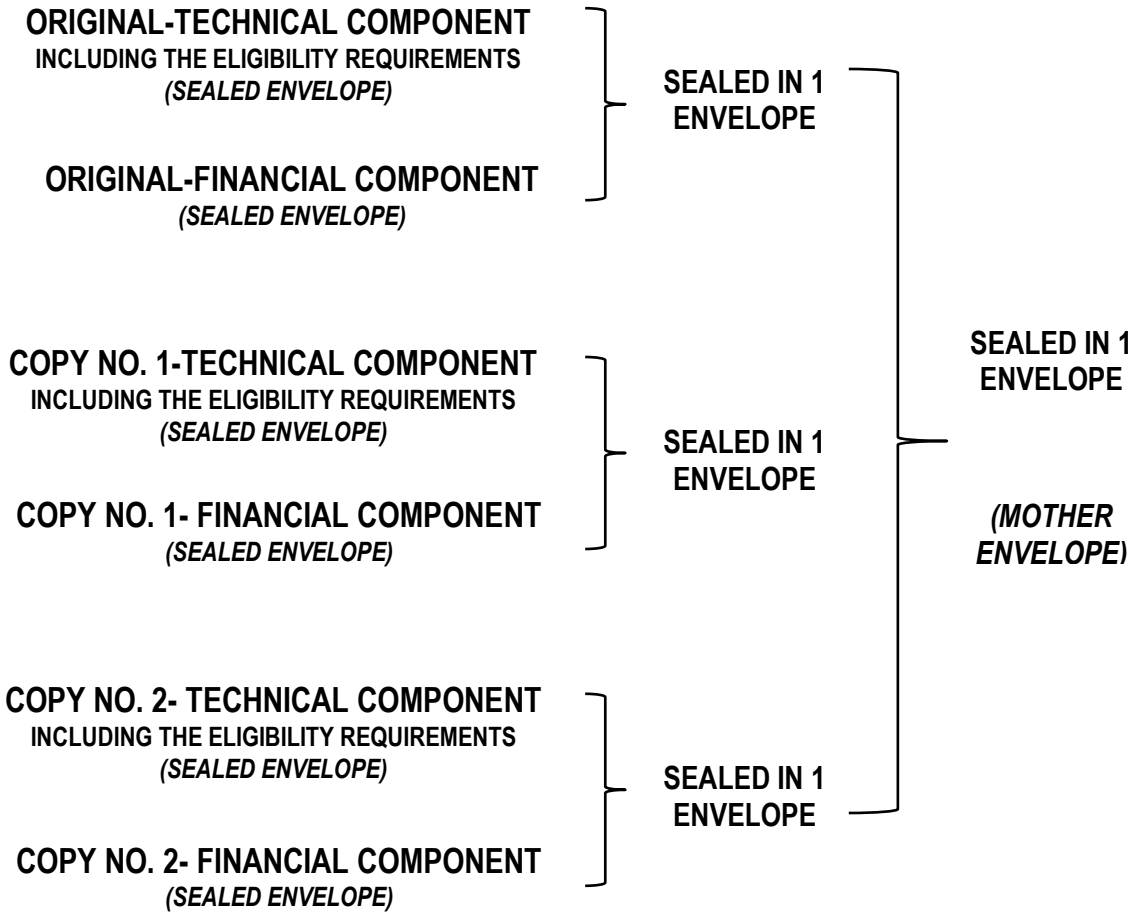 ORIGINAL-TECHNICAL COMPONENT
INCLUDING THE ELIGIBILITY REQUIREMENTS
(SEALED ENVELOPE)
ORIGINAL-FINANCIAL COMPONENT
(SEALED ENVELOPE)
SEALED IN 1
ENVELOPE
COPY NO. 1-TECHNICAL COMPONENT
INCLUDING THE ELIGIBILITY REQUIREMENTS
(SEALED ENVELOPE)
COPY NO. 1- FINANCIAL COMPONENT
(SEALED ENVELOPE)
SEALED IN 1
ENVELOPE
COPY NO. 2- TECHNICAL COMPONENT
INCLUDING THE ELIGIBILITY REQUIREMENTS
(SEALED ENVELOPE)
COPY NO. 2- FINANCIAL COMPONENT
(SEALED ENVELOPE)
SEALED IN 1
ENVELOPE
SEALED IN 1
ENVELOPE
(MOTHER
ENVELOPE)